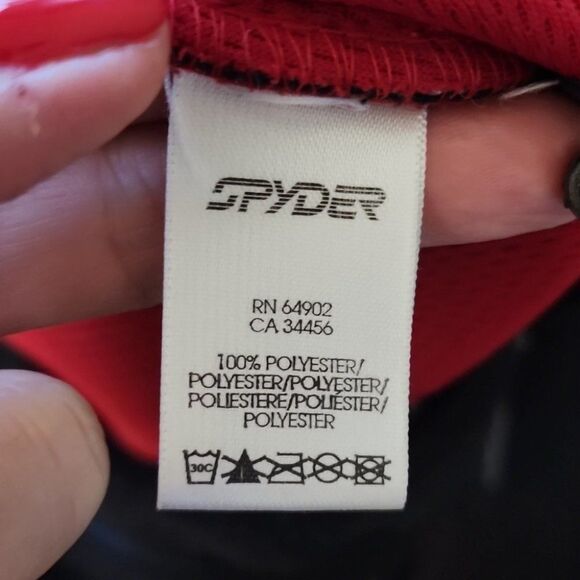 SPYDER
RN 64902
CA 34456
100% POLYESTER/
POLYESTER/POLYESTER/
POLIESTERE/POLIÉSTER/
POLYESTER
30C